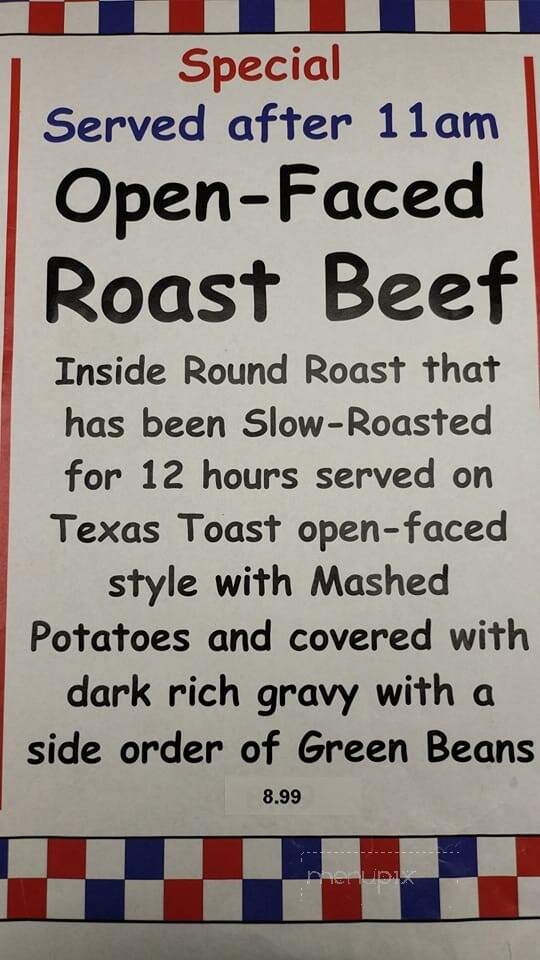 Special
Served after 11am
Open-Faced
Roast Beef
Inside Round Roast that
has been Slow-Roasted
for 12 hours served on
Texas Toast open-faced
style with Mashed
Potatoes and covered with
dark rich gravy with a
side order of Green Beans
8.99
menupix